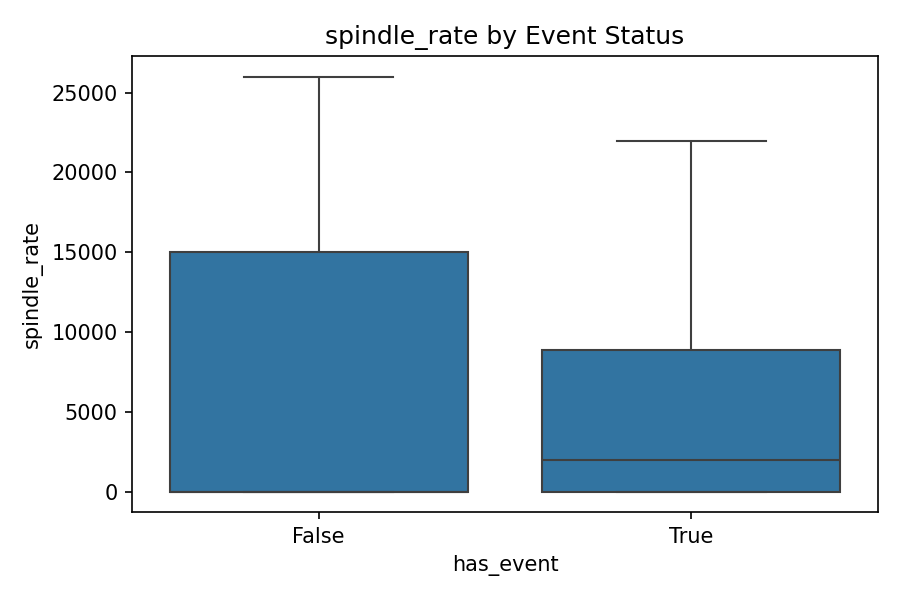 spindle_rate by Event Status
spindle_rate
25000
20000
15000
10000
5000
0
False
True
has_event